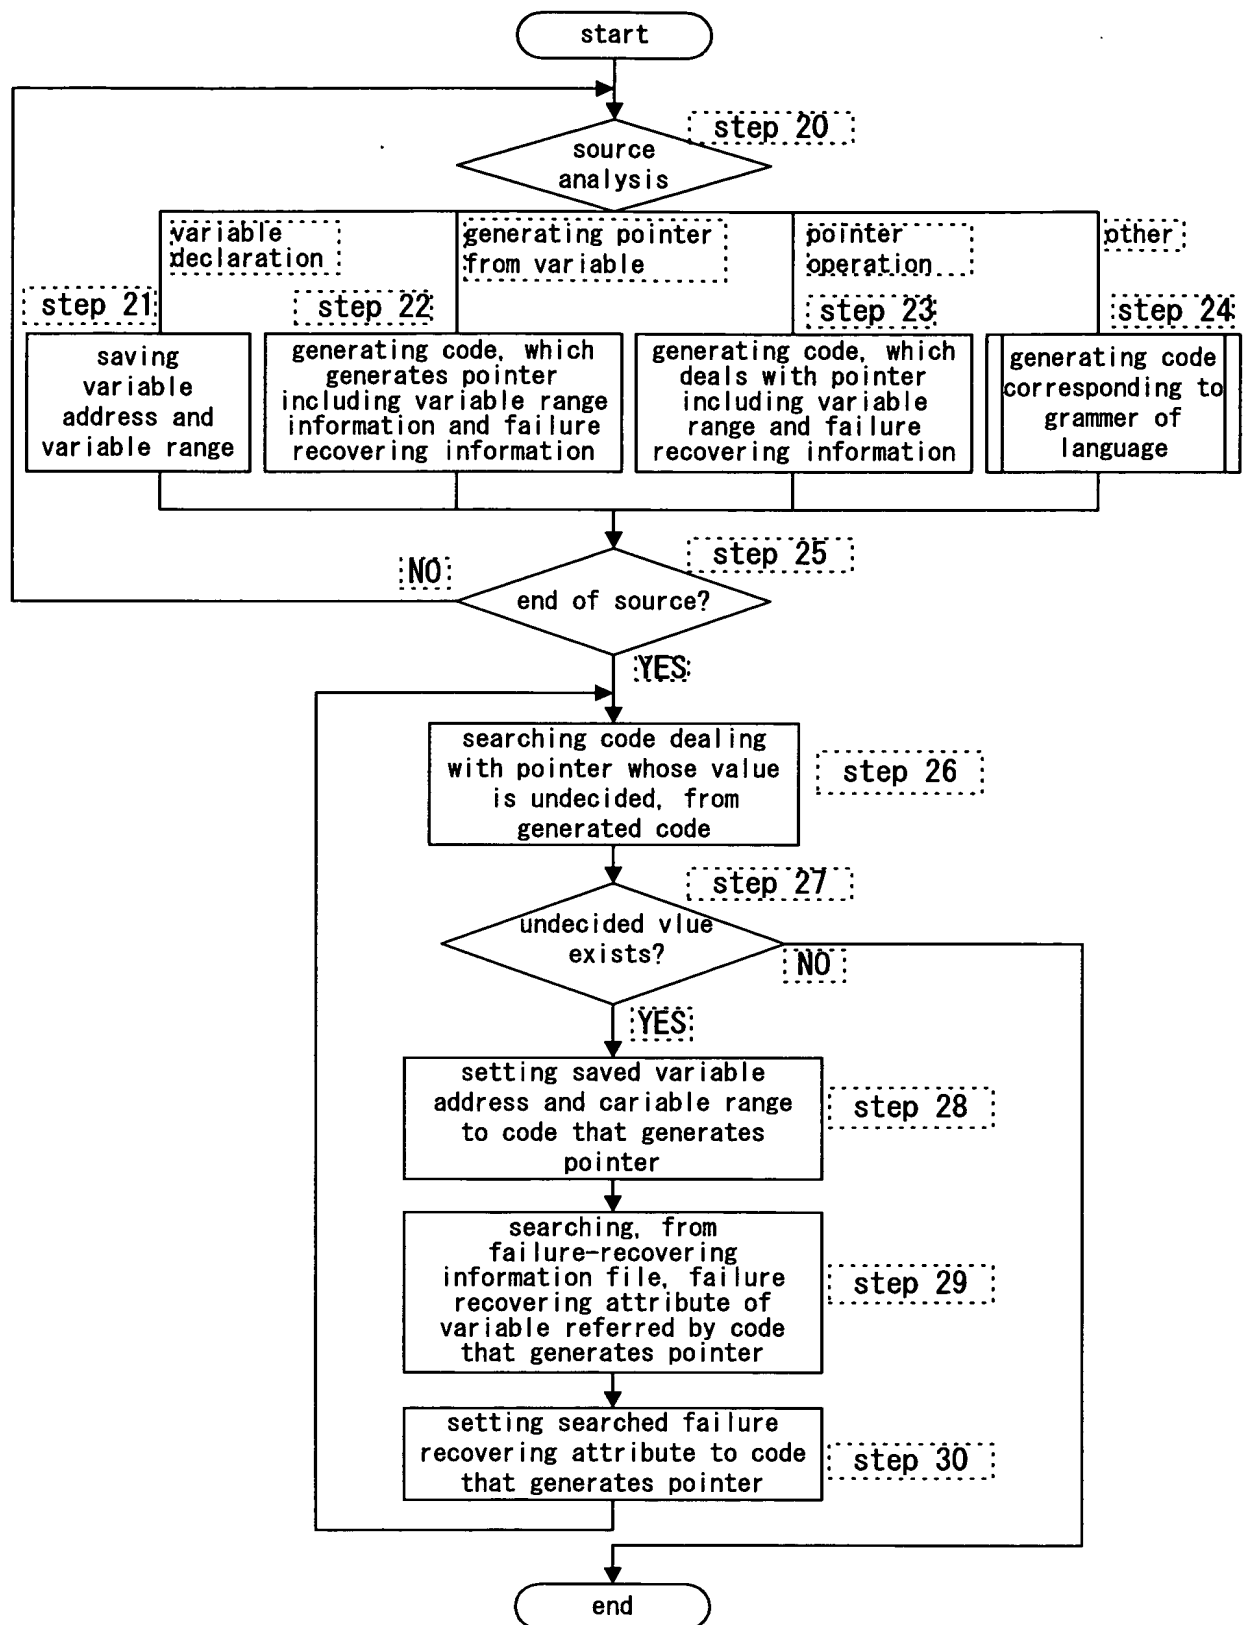 start
step 20
source
analysis
variable
declaration
generating pointer
from variable
pointer
operation
other
step 21
step 22
step 23
step 24
saving
variable
address and
variable range
generating code, which
generates pointer
including variable range
information and failure
recovering information
generating code, which
deals with pointer
including variable
range and failure
recovering information
generating code
corresponding to
grammer of
language
step 25
NO
end of source?
YES
searching code dealing
with pointer whose value
is undecided, from
generated code
step 26
step 27
undecided vlue
exists?
NO
YES
setting saved variable
address and cariable range
to code that generates
pointer
step 28
searching, from
failure-recovering
information file, failure
recovering attribute of
variable referred by code
that generates pointer
step 29
setting searched failure
recovering attribute to code
that generates pointer
step 30
end